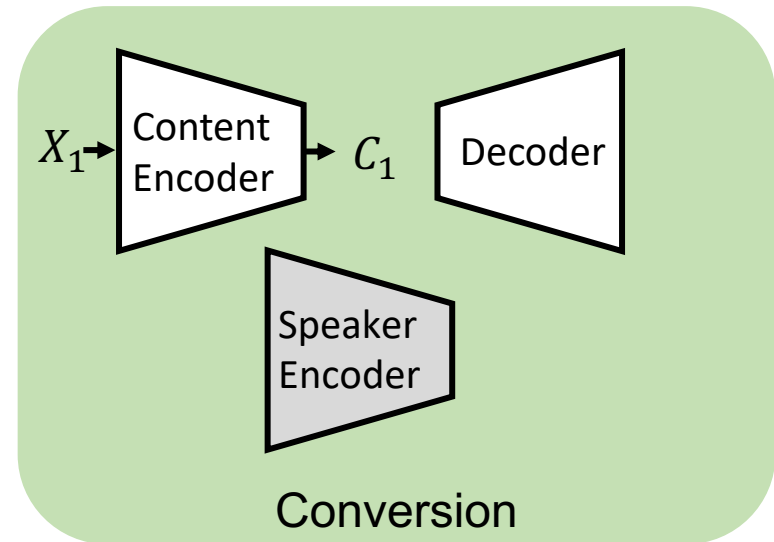 X₁
Content
Encoder
C₁
Decoder
Speaker
Encoder
Conversion